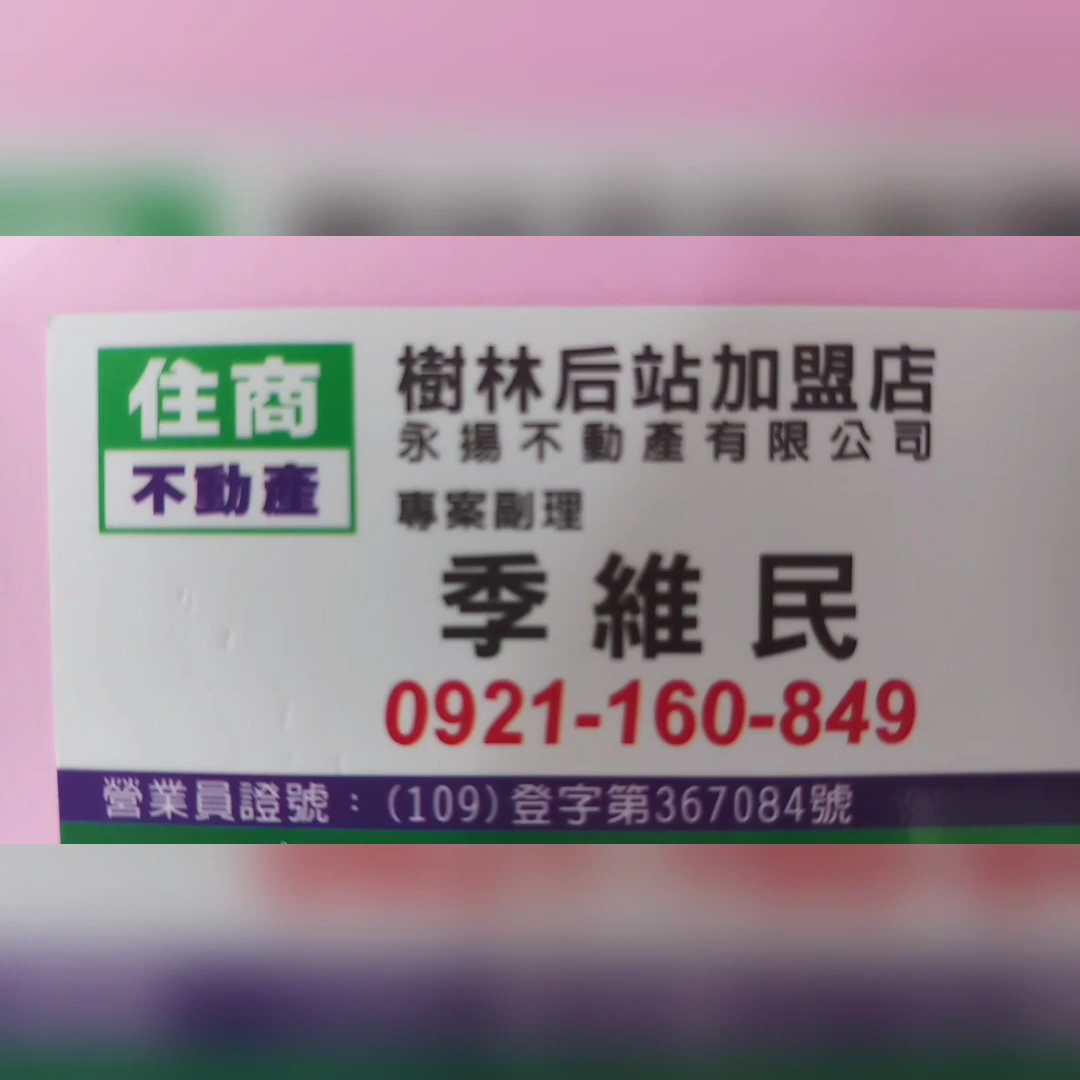 住商
不動產
樹林后站加盟店
永揚不動產有限公司
專案副理
季維民
0921-160-849
營業員證號：(109)登字第367084號